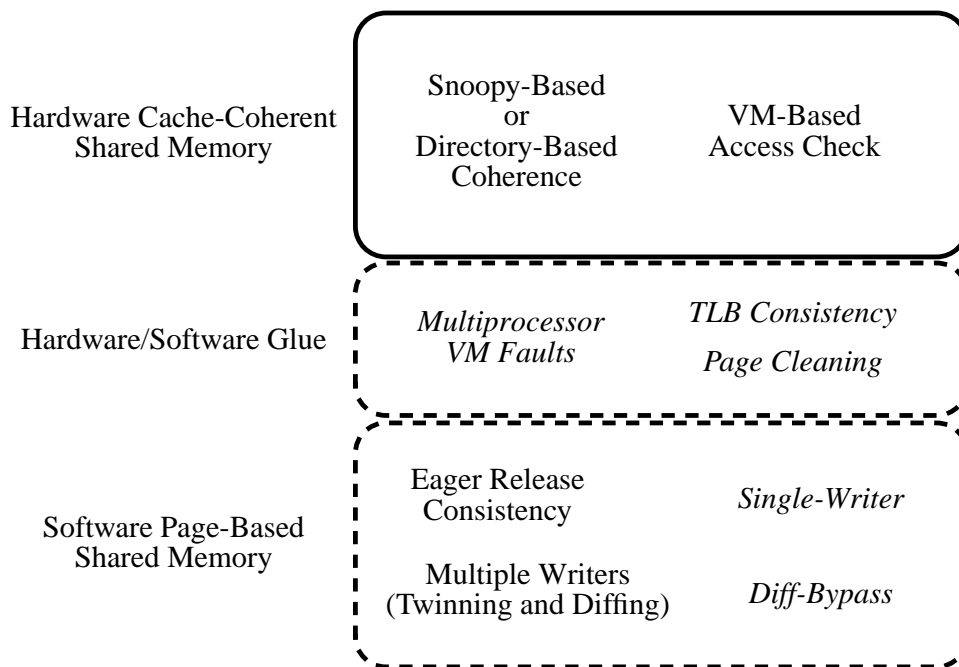 Hardware Cache-Coherent
Shared Memory
Snoopy-Based
or
Directory-Based
Coherence
VM-Based
Access Check
Hardware/Software Glue
Multiprocessor
VM Faults
TLB Consistency
Page Cleaning
Software Page-Based
Shared Memory
Eager Release
Consistency
Single-Writer
Multiple Writers
(Twinning and Diffing)
Diff-Bypass